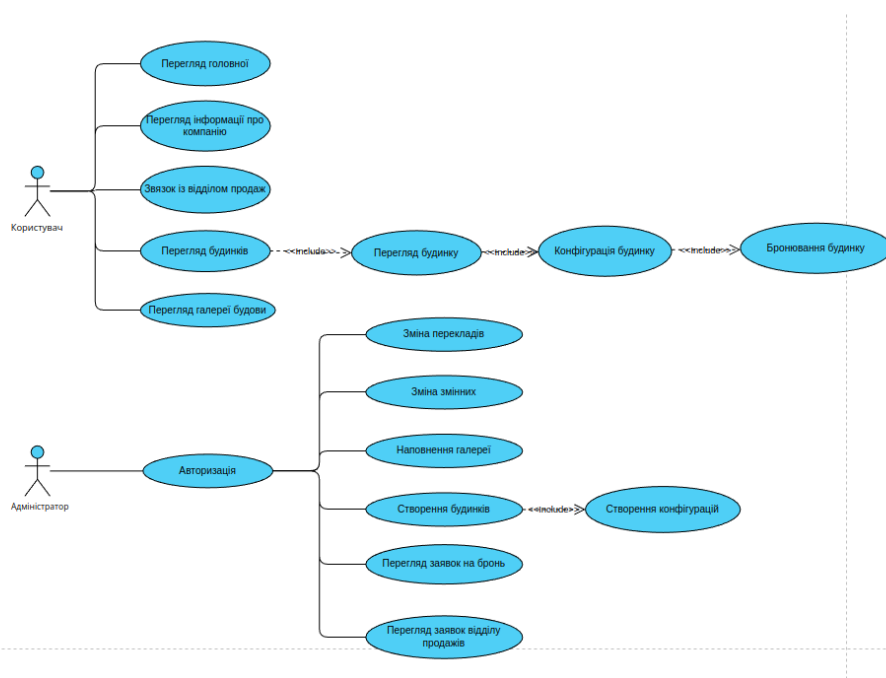 Перегляд головної
Перегляд інформації про
компанію
Звязок із відділом продаж
Користувач
Перегляд будинків
<<Include>>
Перегляд будинку
<<Include>>
Конфігурація будинку
<<Include>>
Бронювання будинку
Перегляд галереї будови
Зміна перекладів
Зміна змінних
Наповнення галереї
Адміністратор
Авторизація
Створення будинків
<<Include>>
Створення конфігурацій
Перегляд заявок на бронь
Перегляд заявок відділу
продажів